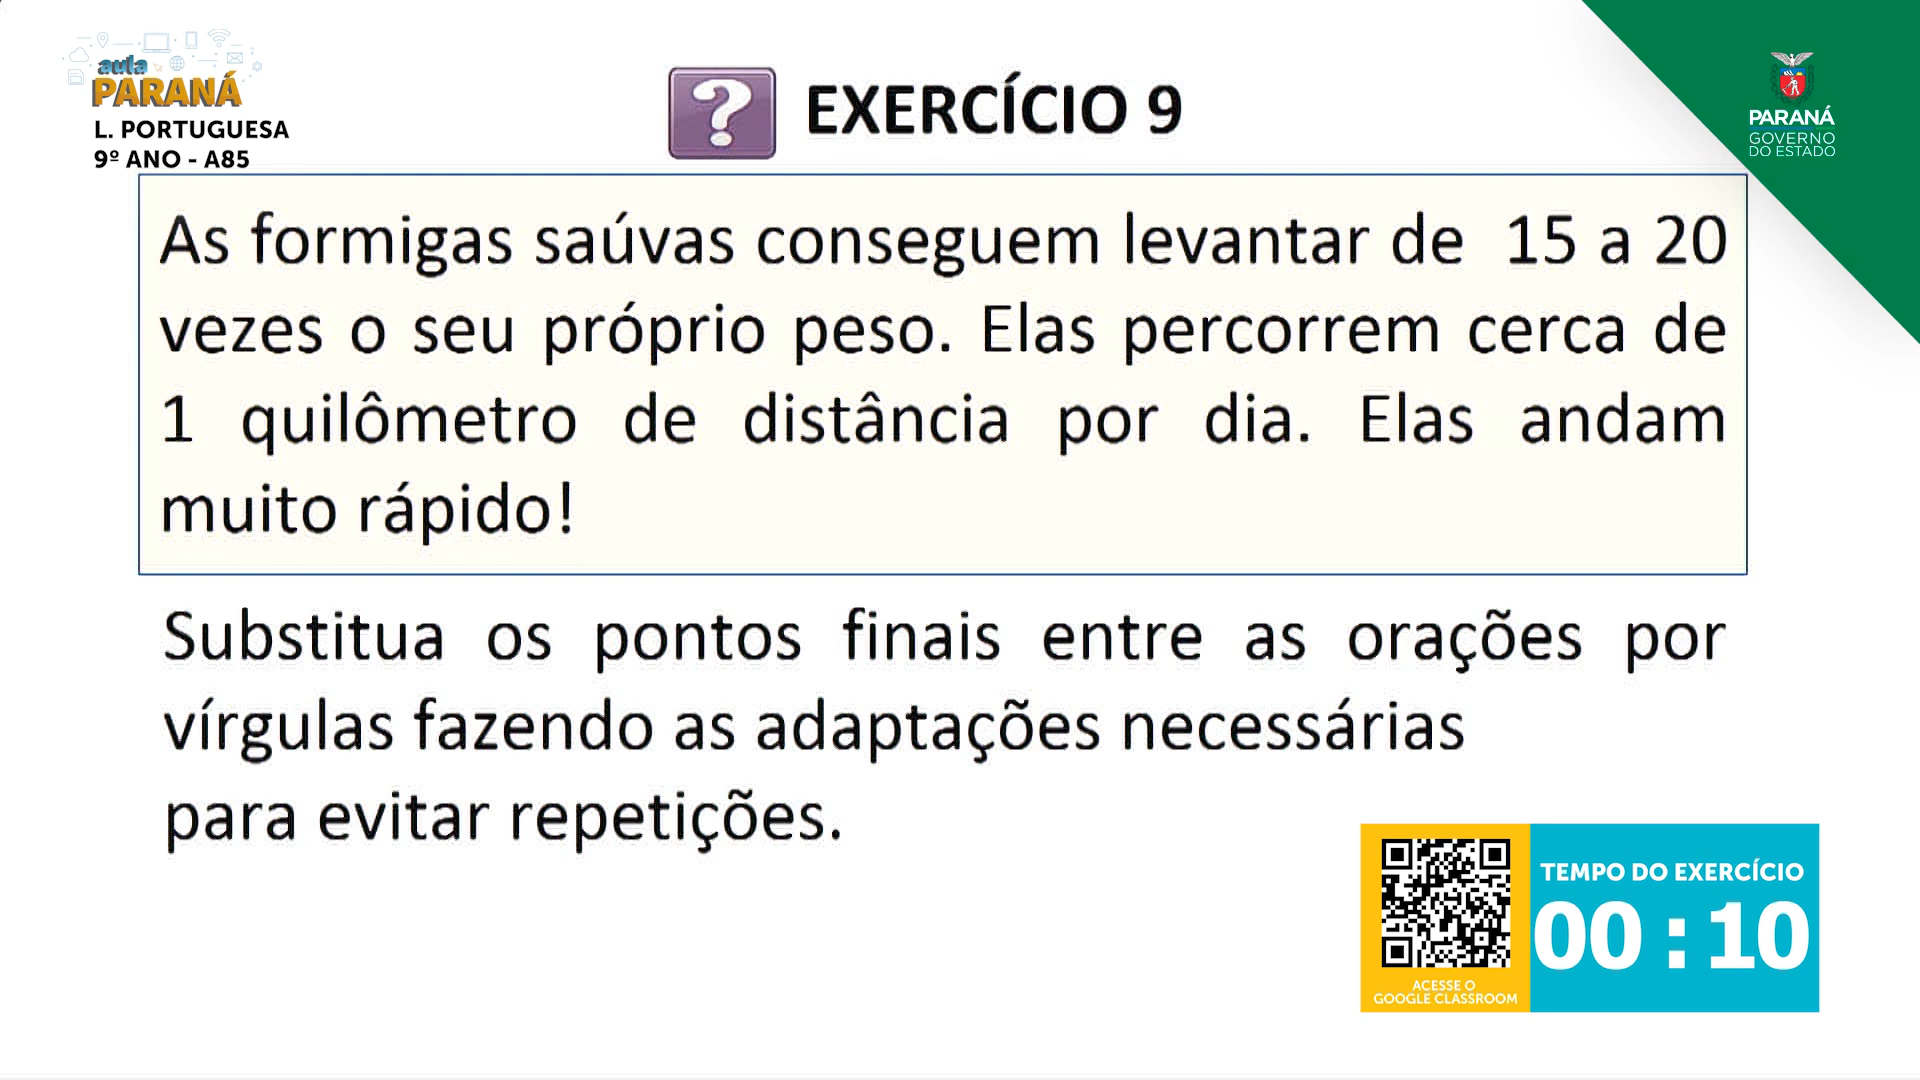 aula
PARANÁ
L. PORTUGUESA
9º ANO - A85
EXERCÍCIO 9
PARANÁ
GOVERNO
DO ESTADO
As formigas saúvas conseguem levantar de 15 a 20
vezes o seu próprio peso. Elas percorrem cerca de
1 quilômetro de distância por dia. Elas andam
muito rápido!
Substitua os pontos finais entre as orações por
vírgulas fazendo as adaptações necessárias
para evitar repetições.
ACESSE O
GOOGLE CLASSROOM
TEMPO DO EXERCÍCIO
00 : 10